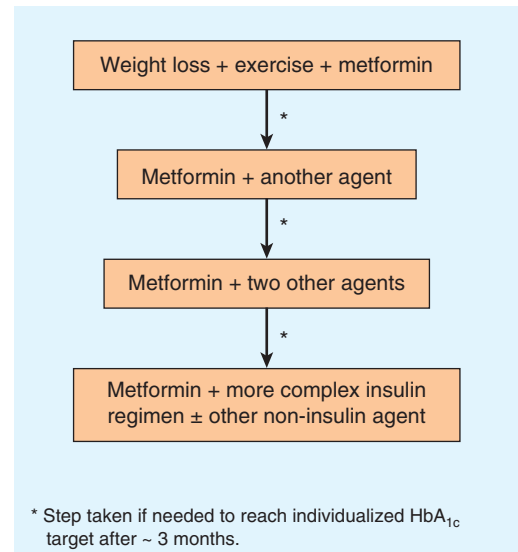 Weight loss + exercise + metformin
*
Metformin + another agent
*
Metformin + two other agents
*
Metformin + more complex insulin
regimen ± other non-insulin agent
* Step taken if needed to reach individualized HbA1c
target after ~ 3 months.